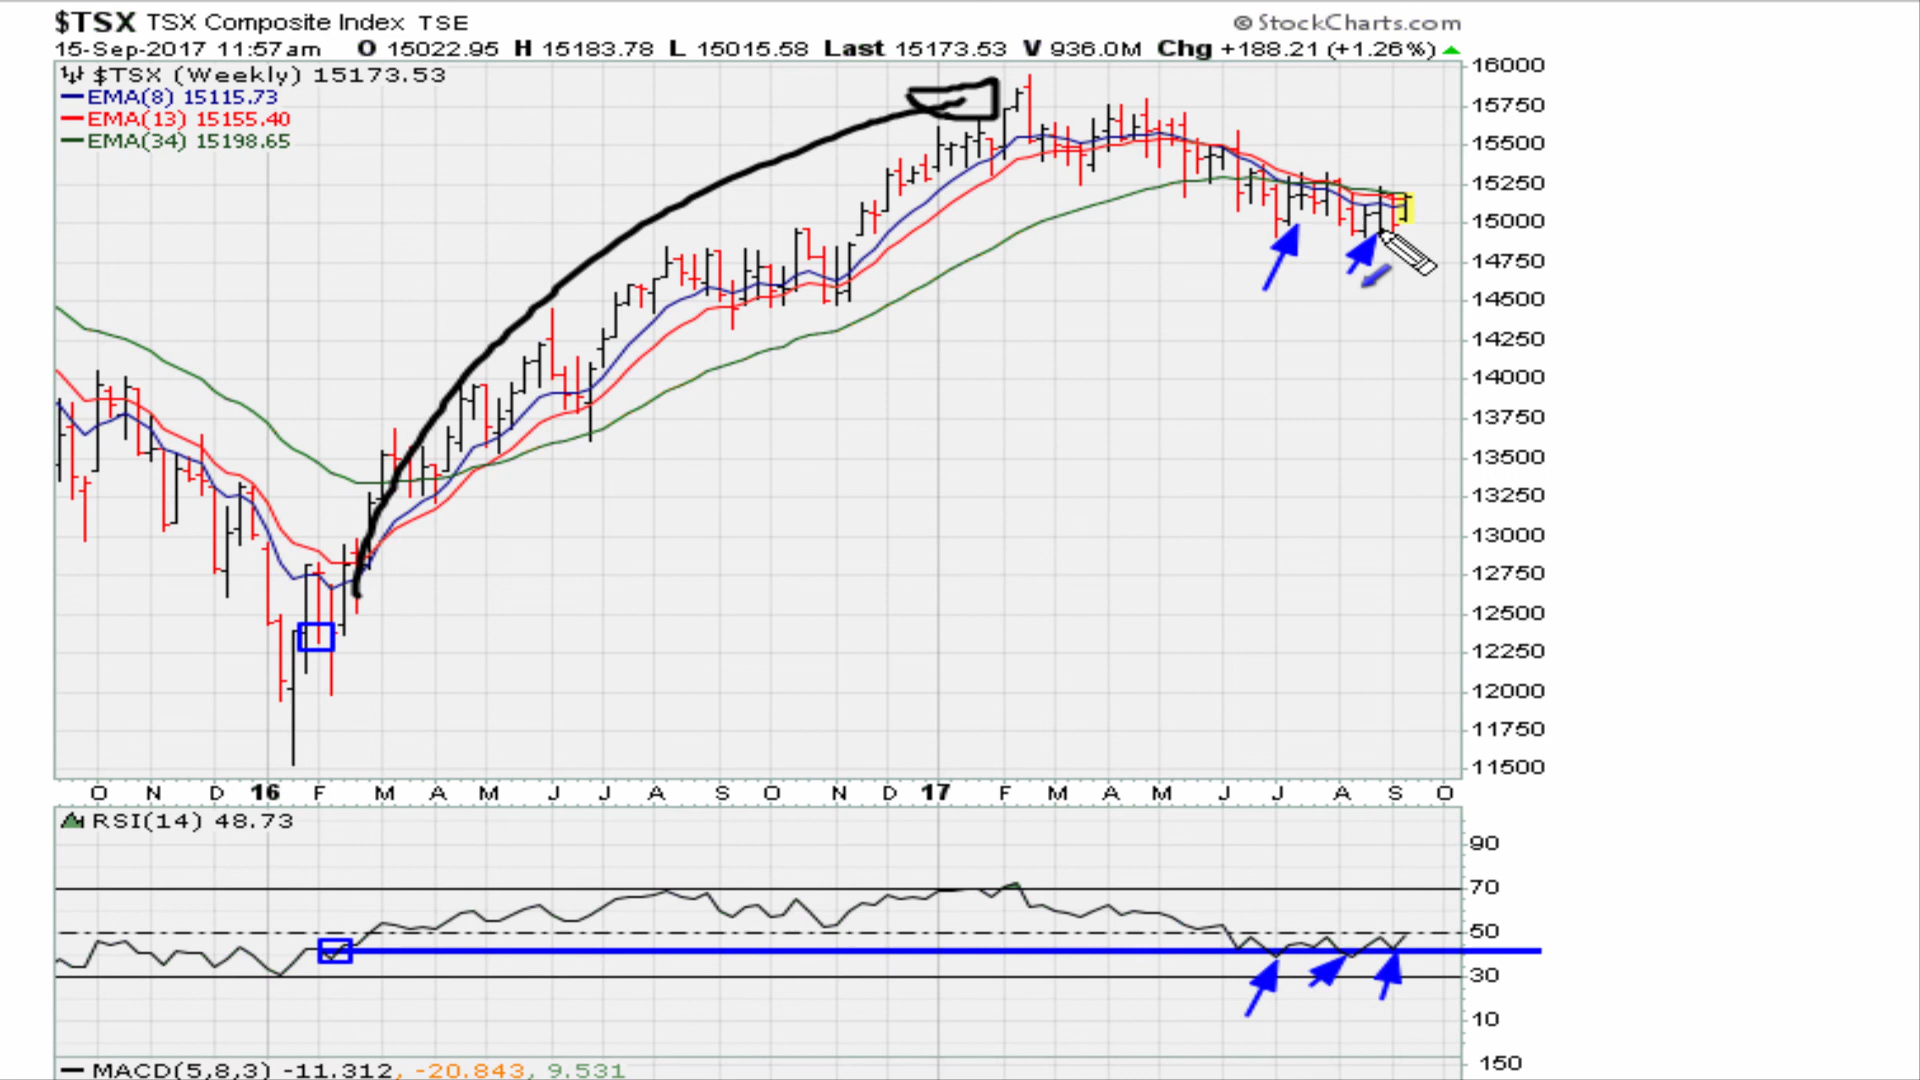 $TSX TSX Composite Index TSE © StockCharts.com
15-Sep-2017 11:57am O 15022.95 H 15183.78 L 15015.58 Last 15173.53 V 936.0M Chg +188.21 (+1.26%)
$TSX (Weekly) 15173.53
EMA(8) 15115.73
EMA(13) 15155.40
EMA(34) 15198.65
16000
15750
15500
15250
15000
14750
14500
14250
14000
13750
13500
13250
13000
12750
12500
12250
12000
11750
11500
O N D 16 F M A M J J A S O N D 17 F M A M J J A S O
RSI(14) 48.73
90
70
50
30
10
MACD(5,8,3) -11.312, -20.843, 9.531
150